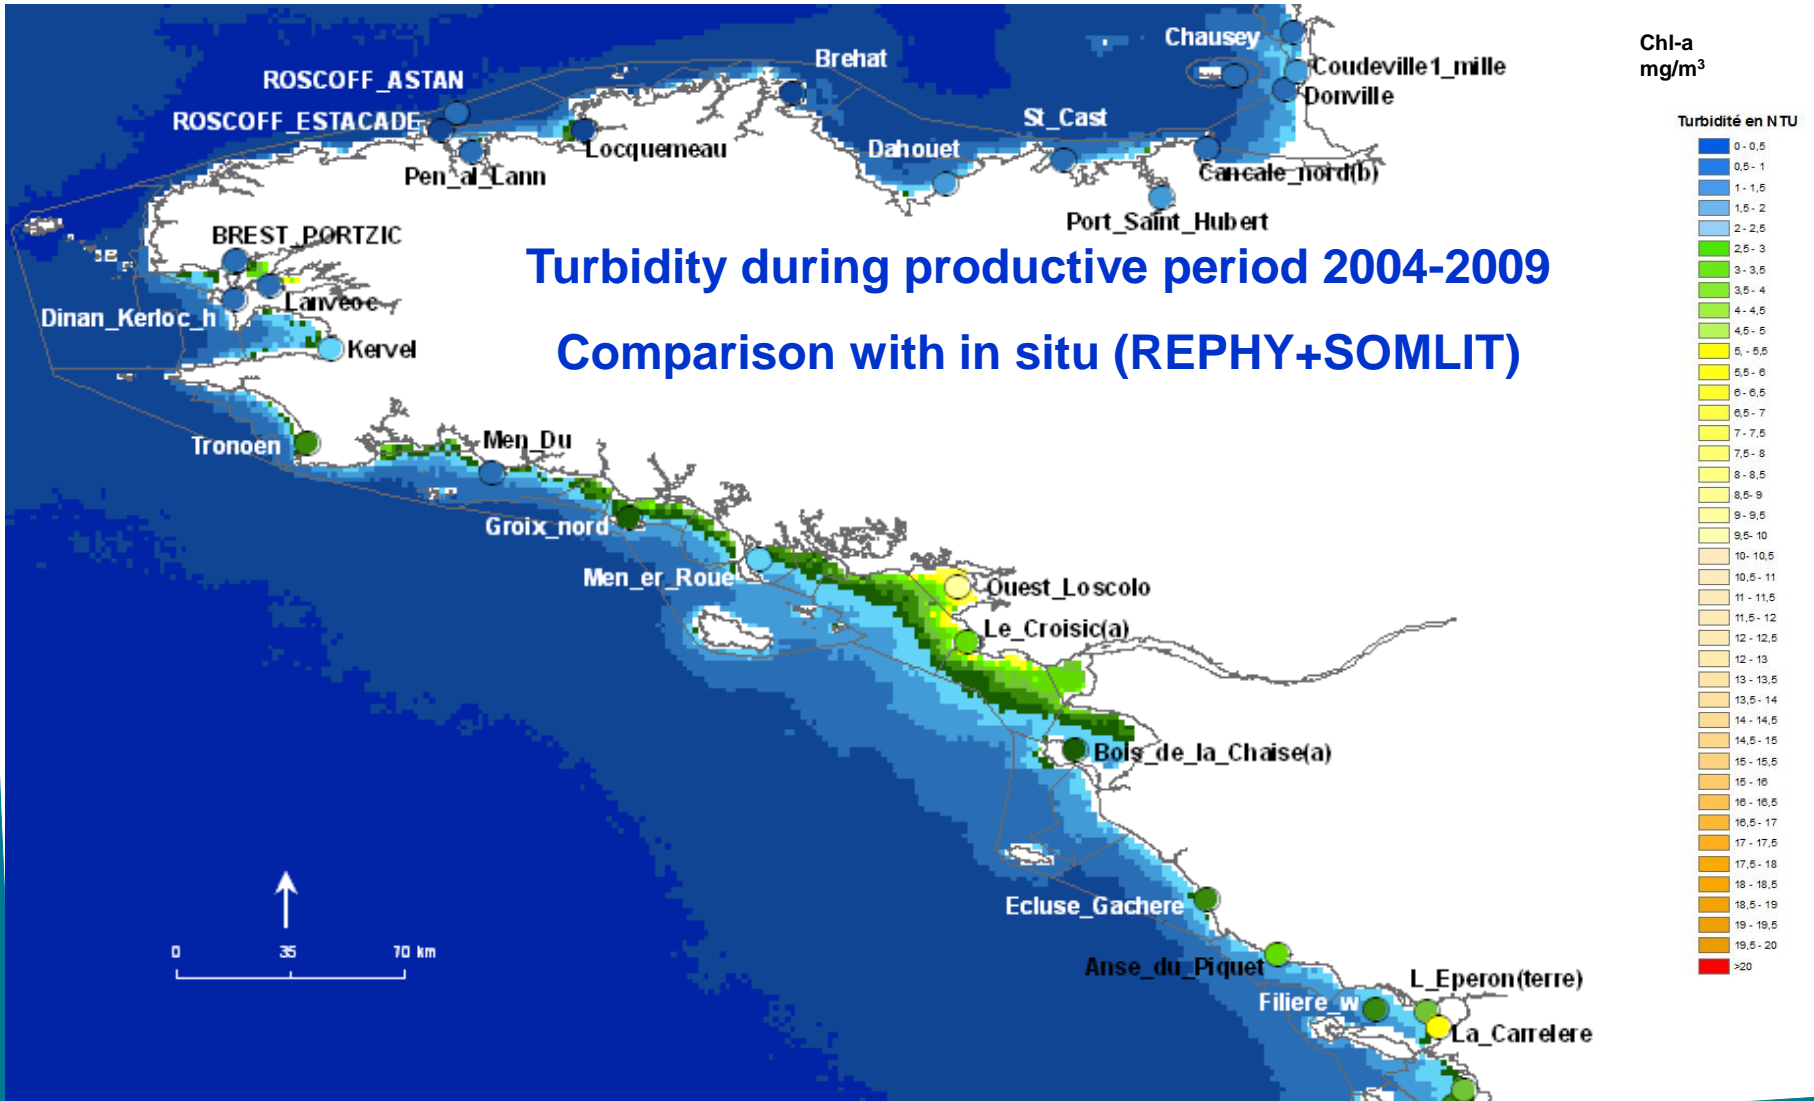 Chl-a
mg/m³
Brehat
Chausey
Coudeville1_mille
Donville
ROSCOFF_ASTAN
ROSCOFF_ESTACADE
St_Cast
Locquemeau
Dahouet
Pen_al_Lann
Cancale_nord(b)
Port_Saint_Hubert
BREST_PORTZIC
Lanveoc
Dinan_Kerloc_h
Kervel
Turbidity during productive period 2004-2009
Comparison with in situ (REPHY+SOMLIT)
Tronoen
Men_Du
Groix_nord
Men_er_Roue
Ouest_Loscolo
Le_Croisic(a)
Bois_de_la_Chaise(a)
Ecluse_Gachere
Anse_du_Piquet
L_Eperon(terre)
Filiere_w
La_Carrelere
0 35 70 km
Turbidité en NTU
0 - 0,5
0,5 - 1
1 - 1,5
1,5 - 2
2 - 2,5
2,5 - 3
3 - 3,5
3,5 - 4
4 - 4,5
4,5 - 5
5, - 5,5
5,5 - 6
6 - 6,5
6,5 - 7
7 - 7,5
7,5 - 8
8 - 8,5
8,5 - 9
9 - 9,5
9,5 - 10
10 - 10,5
10,5 - 11
11 - 11,5
11,5 - 12
12 - 12,5
12 - 13
13 - 13,5
13,5 - 14
14 - 14,5
14,5 - 15
15 - 15,5
15 - 16
16 - 16,5
16,5 - 17
17 - 17,5
17,5 - 18
18 - 18,5
18,5 - 19
19 - 19,5
19,5 - 20
>20